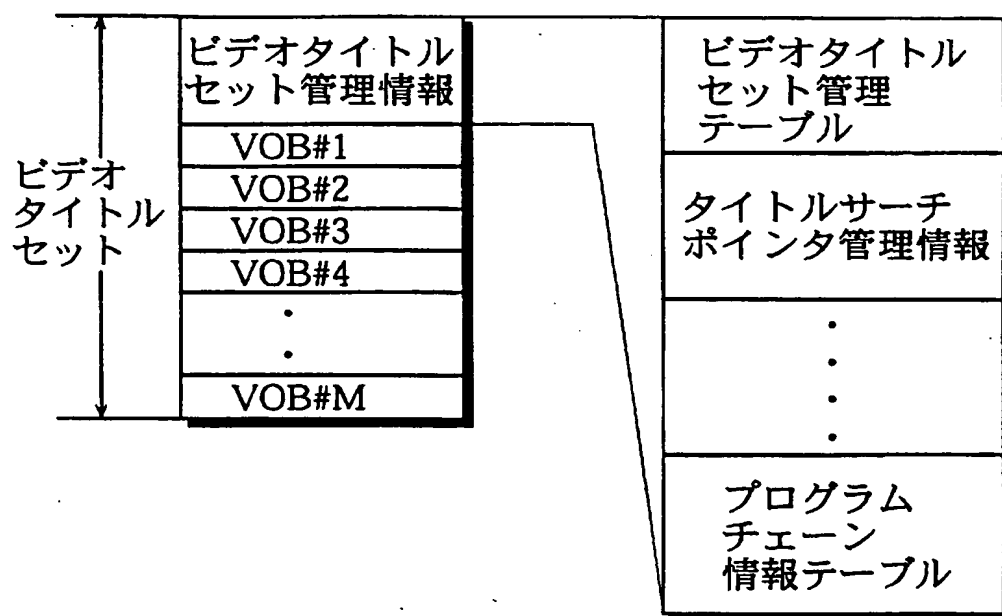 ビデオ
タイトル
セット
ビデオタイトル
セット管理情報
VOB#1
VOB#2
VOB#3
VOB#4
・
・
VOB#M
ビデオタイトル
セット管理
テーブル
タイトルサーチ
ポインタ管理情報
・
・
・
・
プログラム
チェーン
情報テーブル